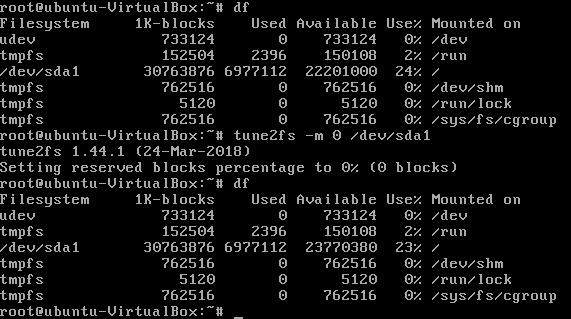 root@ubuntu-VirtualBox:~# df
Filesystem     1K-blocks    Used Available Use% Mounted on
udev              733124       0    733124   0% /dev
tmpfs             152504    2396    150108   2% /run
/dev/sda1       30763876 6977112  22201000  24% /
tmpfs             762516       0    762516   0% /dev/shm
tmpfs               5120       0      5120   0% /run/lock
tmpfs             762516       0    762516   0% /sys/fs/cgroup
root@ubuntu-VirtualBox:~# tune2fs -m 0 /dev/sda1
tune2fs 1.44.1 (24-Mar-2018)
Setting reserved blocks percentage to 0% (0 blocks)
root@ubuntu-VirtualBox:~# df
Filesystem     1K-blocks    Used Available Use% Mounted on
udev              733124       0    733124   0% /dev
tmpfs             152504    2396    150108   2% /run
/dev/sda1       30763876 6977112  23770380  23% /
tmpfs             762516       0    762516   0% /dev/shm
tmpfs               5120       0      5120   0% /run/lock
tmpfs             762516       0    762516   0% /sys/fs/cgroup
root@ubuntu-VirtualBox:~# _